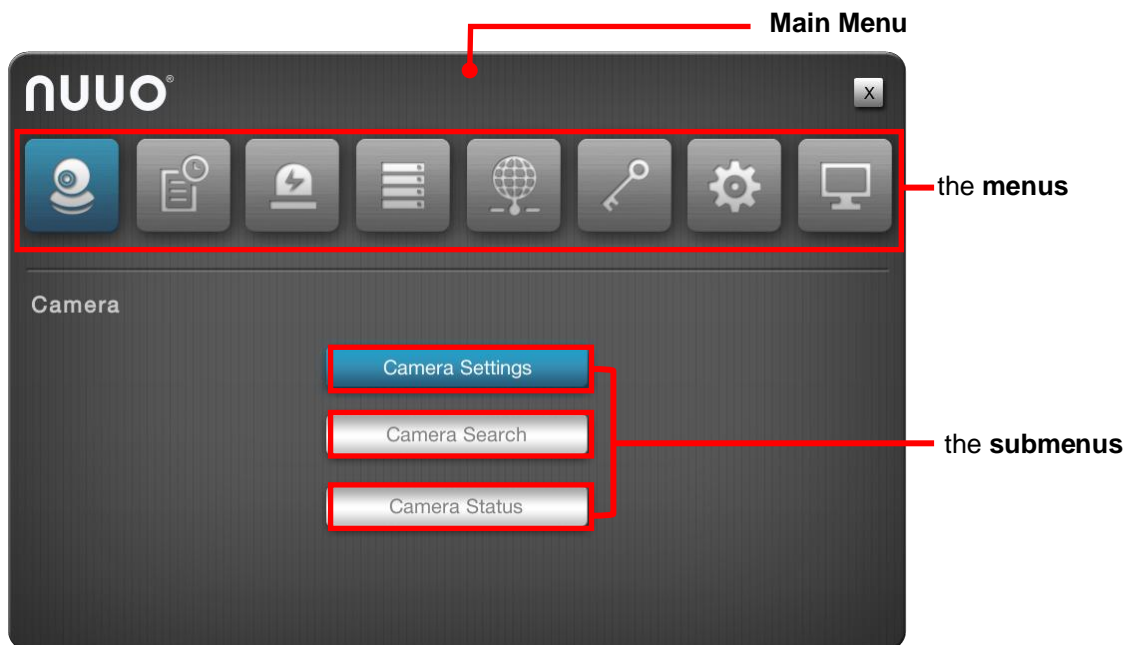 Main Menu
nuuo®
X
the menus
Camera
Camera Settings
Camera Search
the submenus
Camera Status